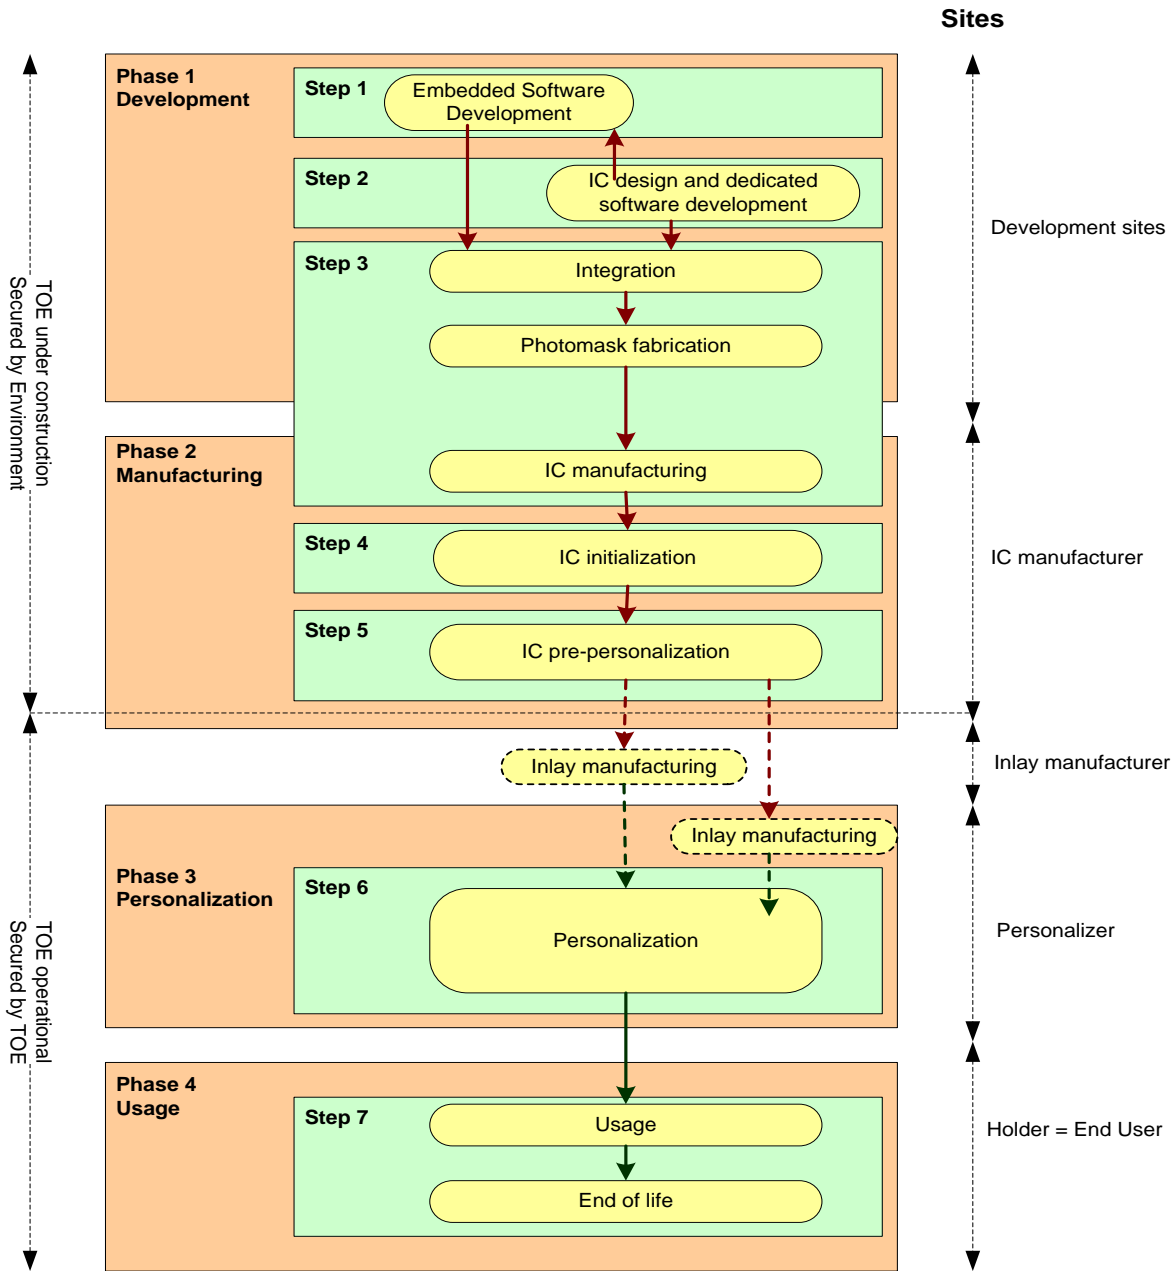 Sites
Phase 1
Development
Step 1
Embedded Software
Development
Step 2
IC design and dedicated
software development
Development sites
Step 3
Integration
TOE under construction
Secured by Environment
Photomask fabrication
Phase 2
Manufacturing
IC manufacturing
Step 4
IC initialization
IC manufacturer
Step 5
IC pre-personalization
Inlay manufacturing
Inlay manufacturer
Inlay manufacturing
Phase 3
Personalization
Step 6
Personalization
Personalizer
TOE operational
Secured by TOE
Phase 4
Usage
Step 7
Usage
Holder = End User
End of life